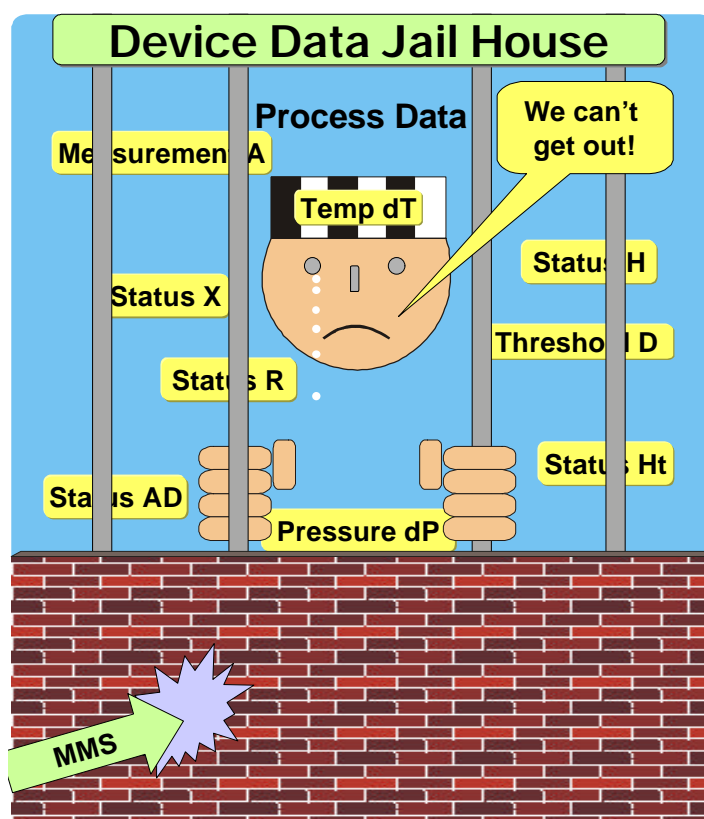 Device Data Jail House
Process Data
We can't
get out!
Measurement A
Temp dT
Status H
Status X
Threshold D
Status R
Status Ht
Status AD
Pressure dP
MMS